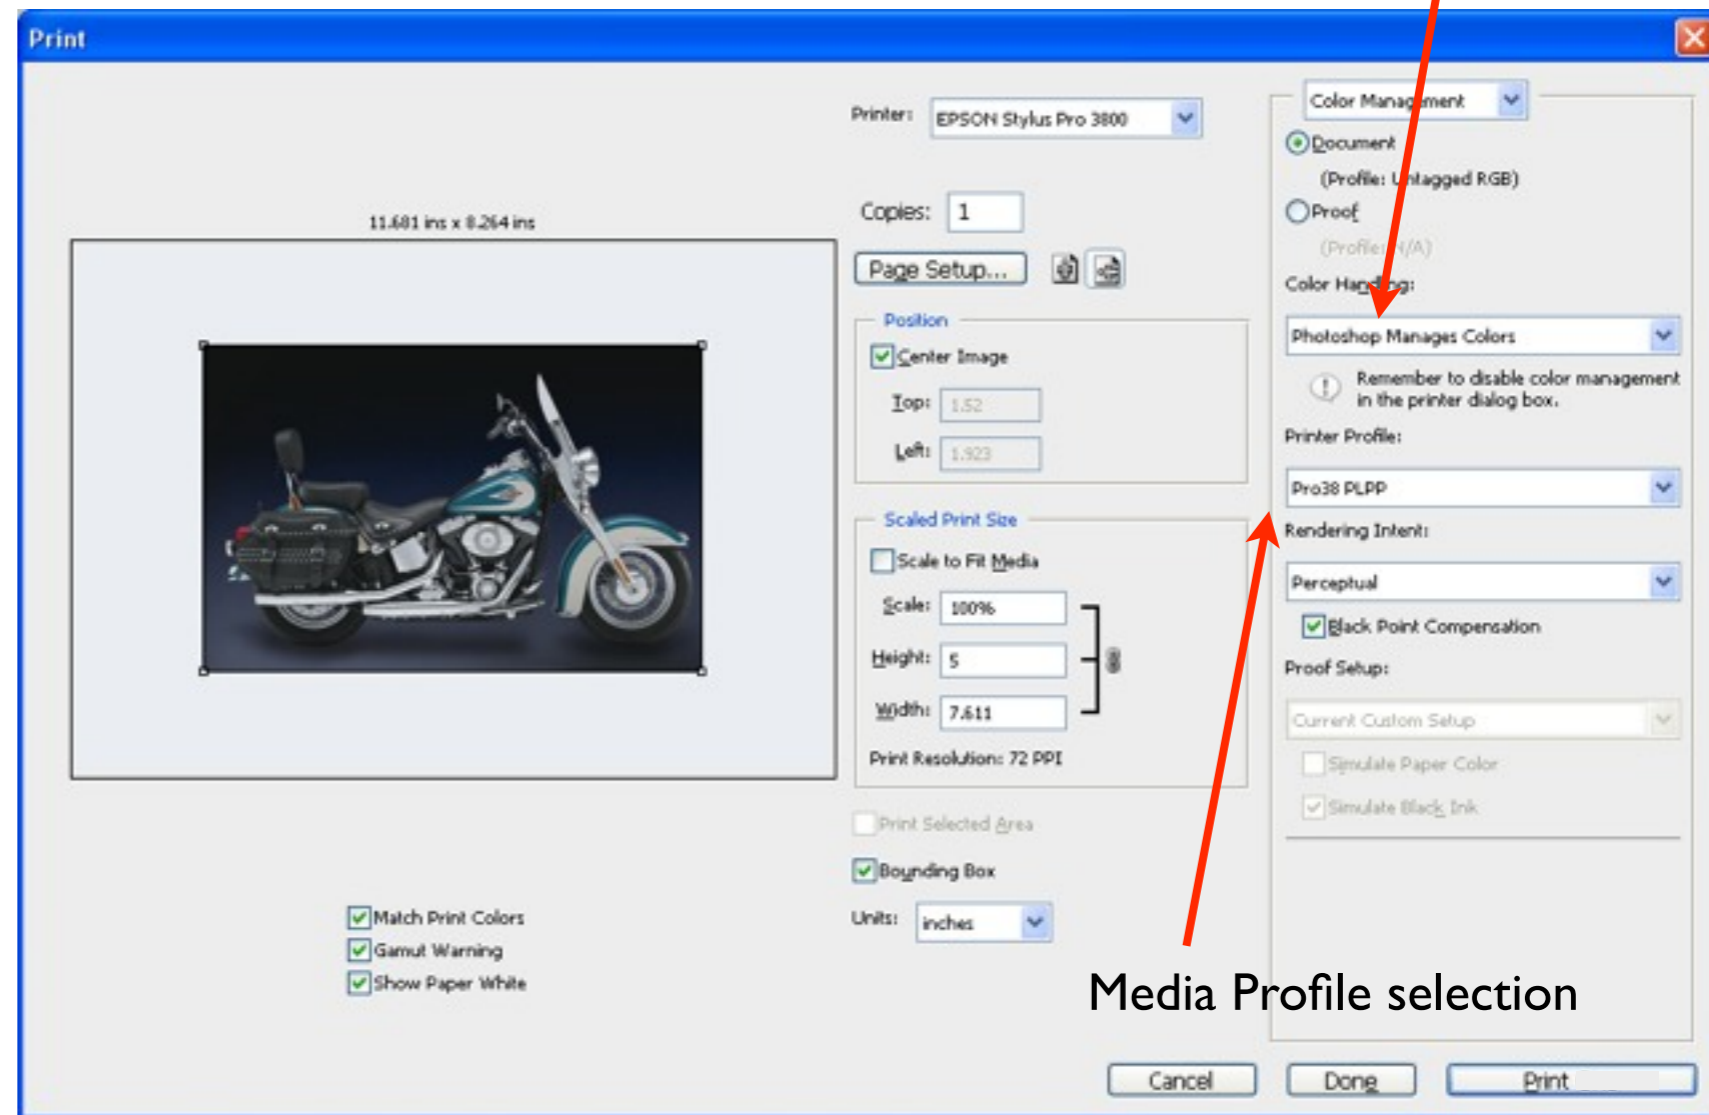 Print
11.681 ins x 8.264 ins
Match Print Colors
Gamut Warning
Show Paper White
Printer: EPSON Stylus Pro 3800
Copies: 1
Page Setup...
Position
Center Image
Top: 1.52
Left: 1.923
Scaled Print Size
Scale to Fit Media
Scale: 100%
Height: 5
Width: 7.611
Print Resolution: 72 PPI
Print Selected Area
Bounding Box
Units: inches
Color Management
Document
(Profile: Untagged RGB)
Proof
(Profile: N/A)
Color Handling:
Photoshop Manages Colors
Remember to disable color management
in the printer dialog box.
Printer Profile:
Pro38 PLPP
Rendering Intent:
Perceptual
Black Point Compensation
Proof Setup:
Current Custom Setup
Simulate Paper Color
Simulate Black Ink
Media Profile selection
Cancel Done Print